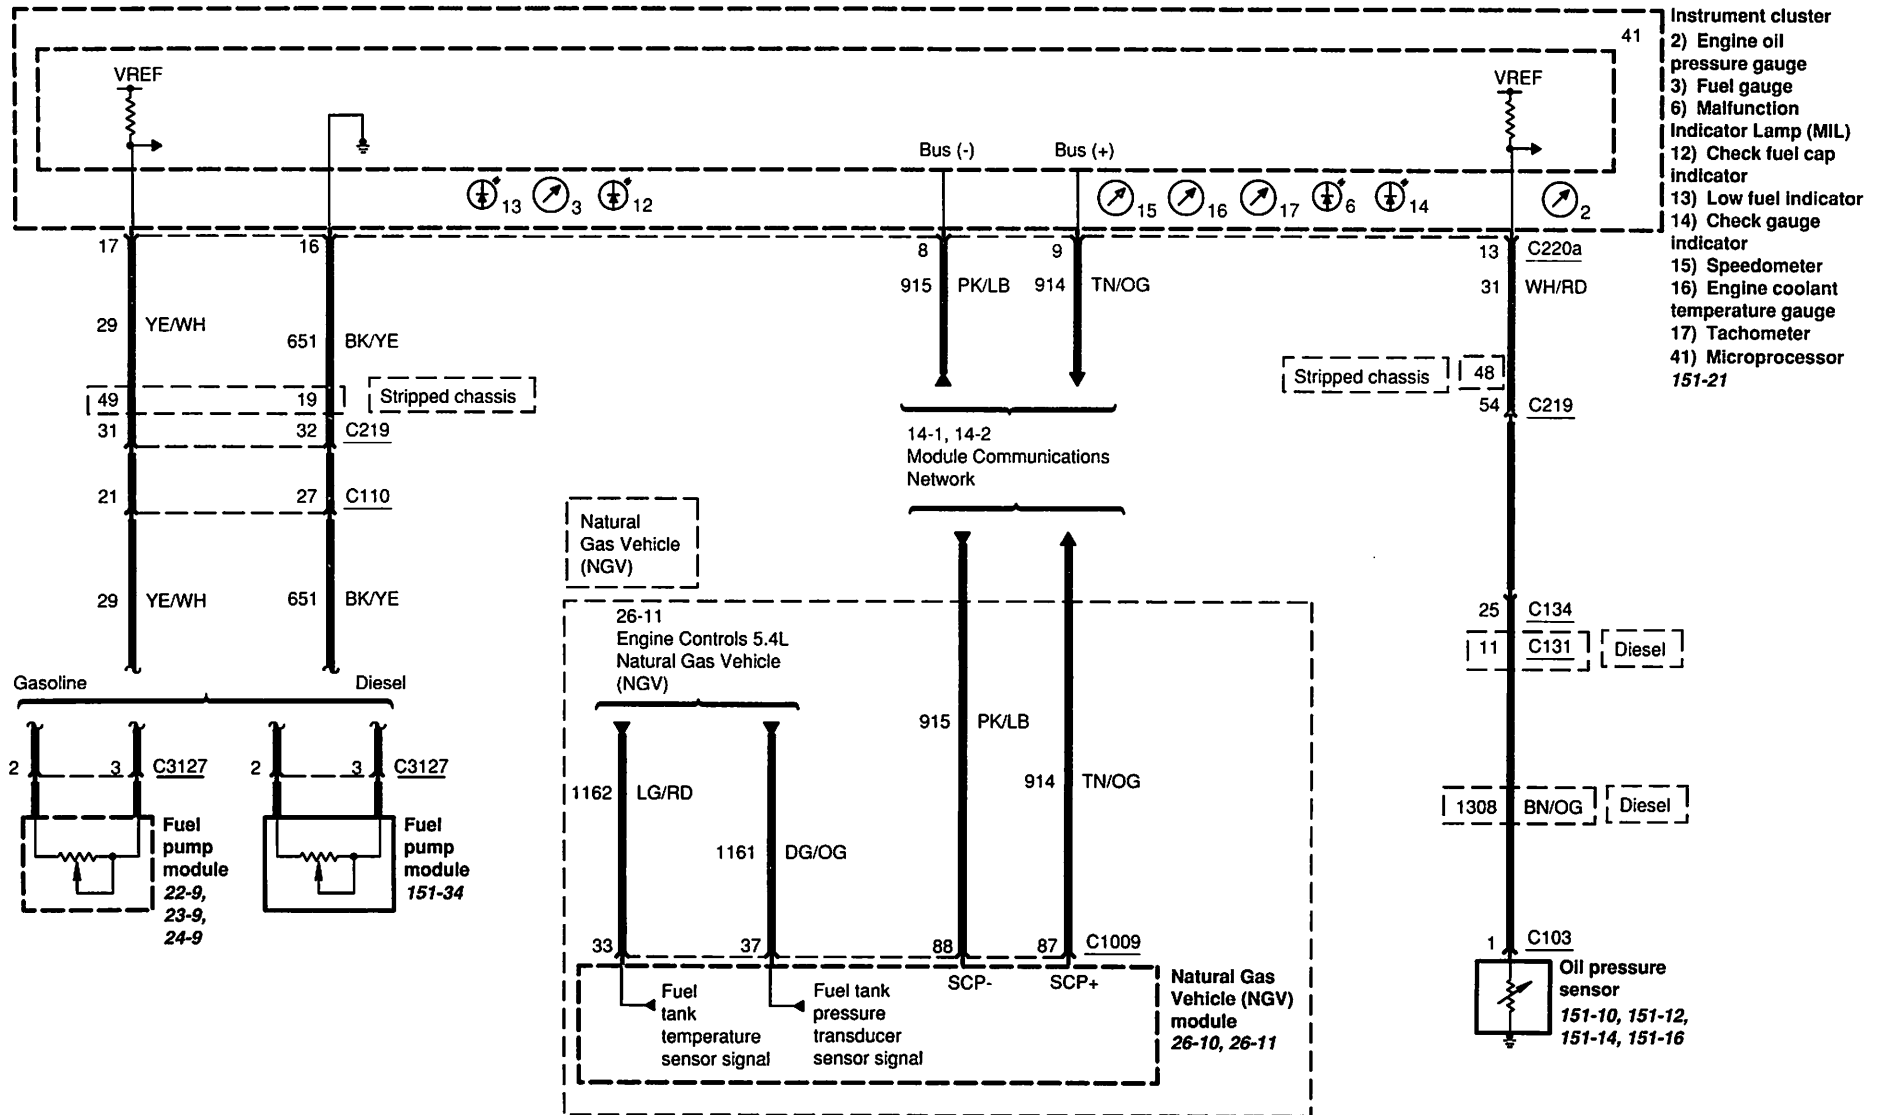 Instrument cluster
2) Engine oil
pressure gauge
3) Fuel gauge
6) Malfunction
Indicator Lamp (MIL)
12) Check fuel cap
indicator
13) Low fuel indicator
14) Check gauge
indicator
15) Speedometer
16) Engine coolant
temperature gauge
17) Tachometer
41) Microprocessor
151-21
41
VREF
VREF
Bus (-)
Bus (+)
13
3
12
15
16
17
6
14
2
17
16
8
9
13
C220a
915
PK/LB
914
TN/OG
31
WH/RD
29
YE/WH
651
BK/YE
49
19
Stripped chassis
Stripped chassis
48
31
32
C219
54
C219
14-1, 14-2
Module Communications
Network
21
27
C110
Natural
Gas Vehicle
(NGV)
29
YE/WH
651
BK/YE
25
C134
11
C131
Diesel
26-11
Engine Controls 5.4L
Natural Gas Vehicle
(NGV)
Gasoline
Diesel
915
PK/LB
2
3
C3127
2
3
C3127
914
TN/OG
1162
LG/RD
1308
BN/OG
Diesel
Fuel
pump
module
22-9,
23-9,
24-9
Fuel
pump
module
151-34
1161
DG/OG
33
37
88
87
C1009
1
C103
SCP-
SCP+
Fuel
tank
temperature
sensor signal
Fuel tank
pressure
transducer
sensor signal
Natural Gas
Vehicle (NGV)
module
26-10, 26-11
Oil pressure
sensor
151-10, 151-12,
151-14, 151-16